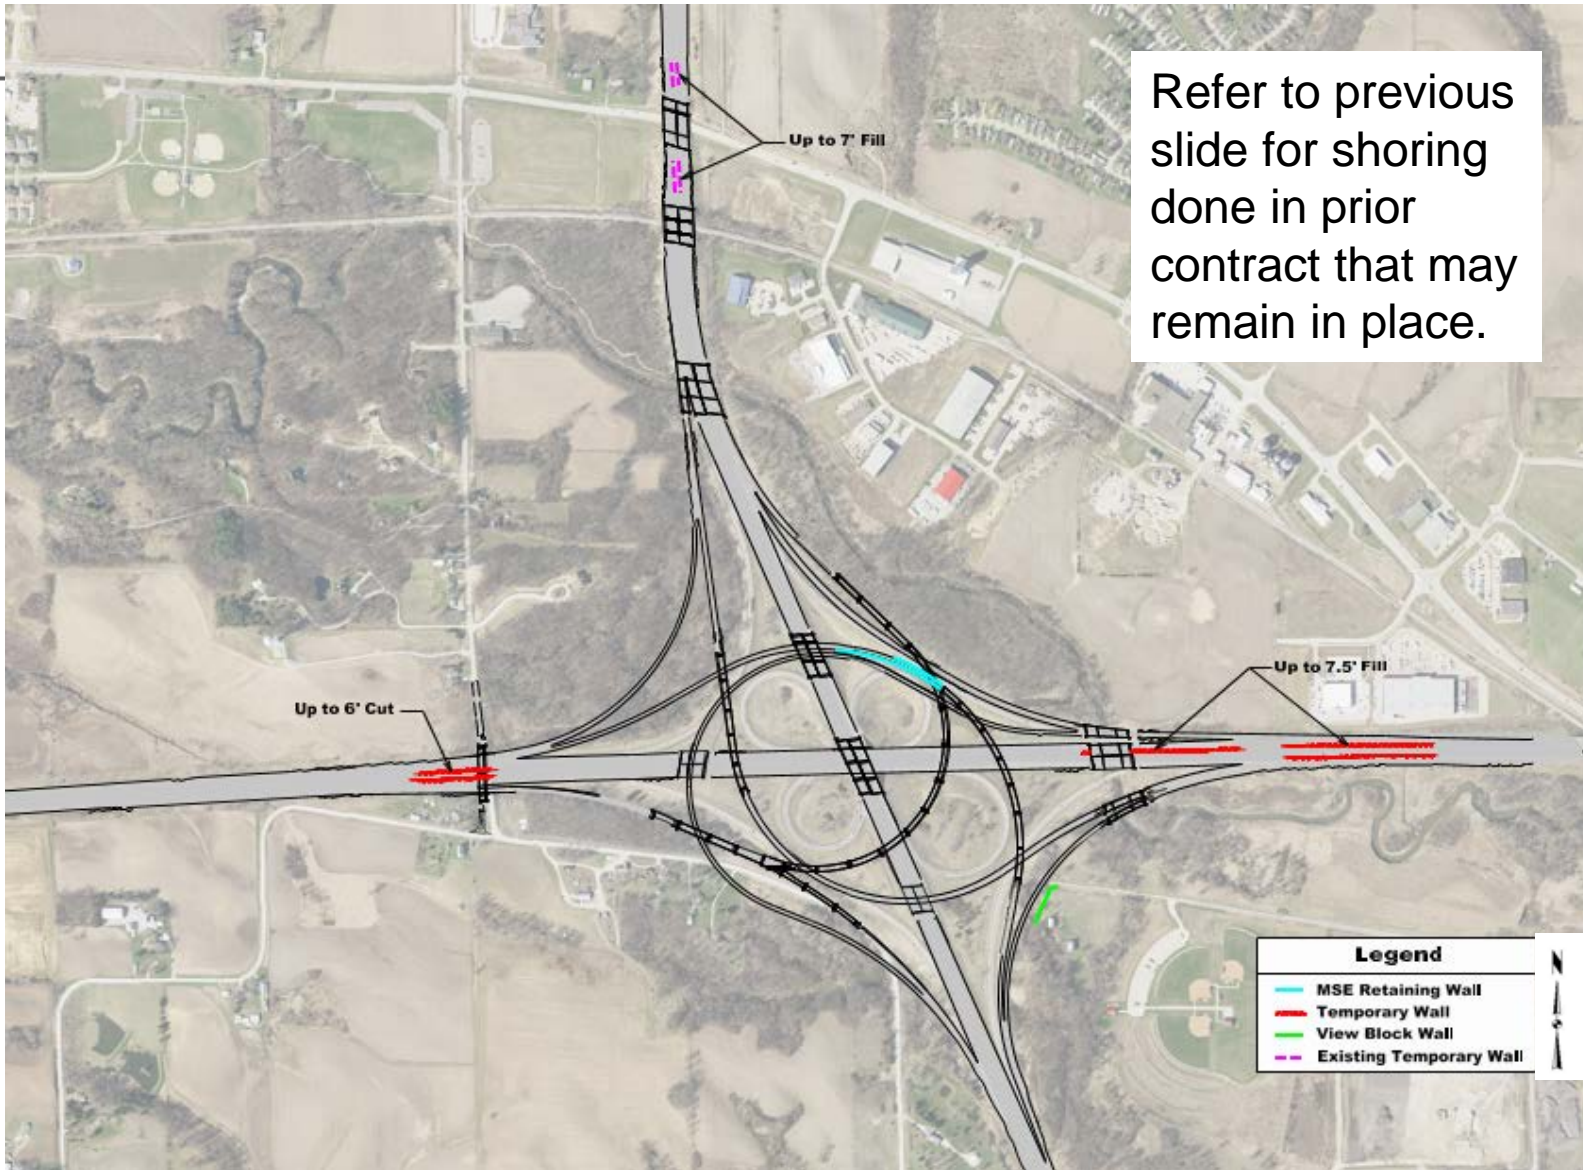 Refer to previous
slide for shoring
done in prior
contract that may
remain in place.
Up to 7' Fill
Up to 7.5' Fill
Up to 6' Cut
Legend
MSE Retaining Wall
Temporary Wall
View Block Wall
Existing Temporary Wall
N